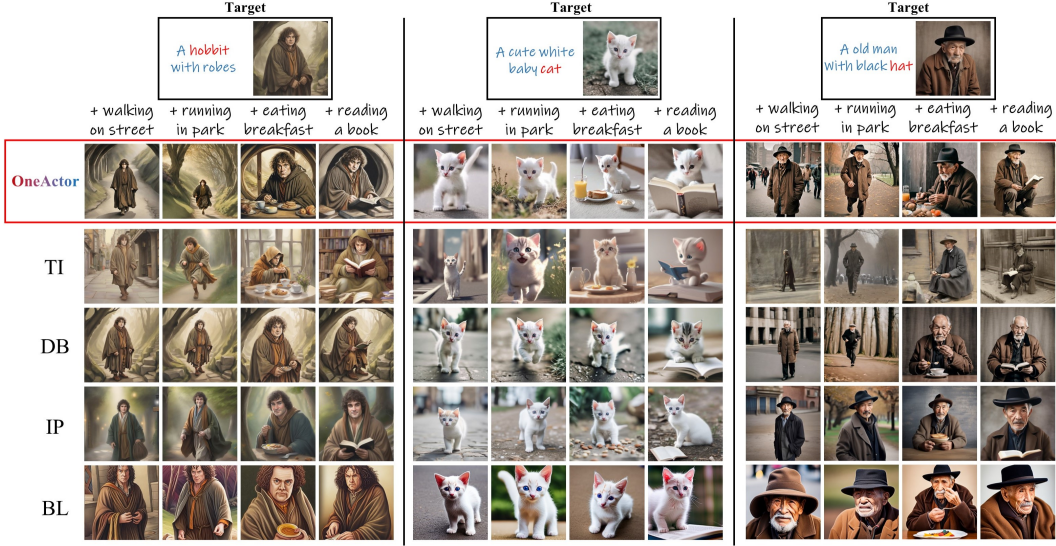 Target
A hobbit
with robes
+ walking
on street
+ running
in park
+ eating
breakfast
+ reading
a book
Target
A cute white
baby cat
+ walking
on street
+ running
in park
+ eating
breakfast
+ reading
a book
Target
A old man
With black hat
+ walking
on street
+ running
in park
+ eating
breakfast
+ reading
a book
OneActor
TI
DB
IP
BL